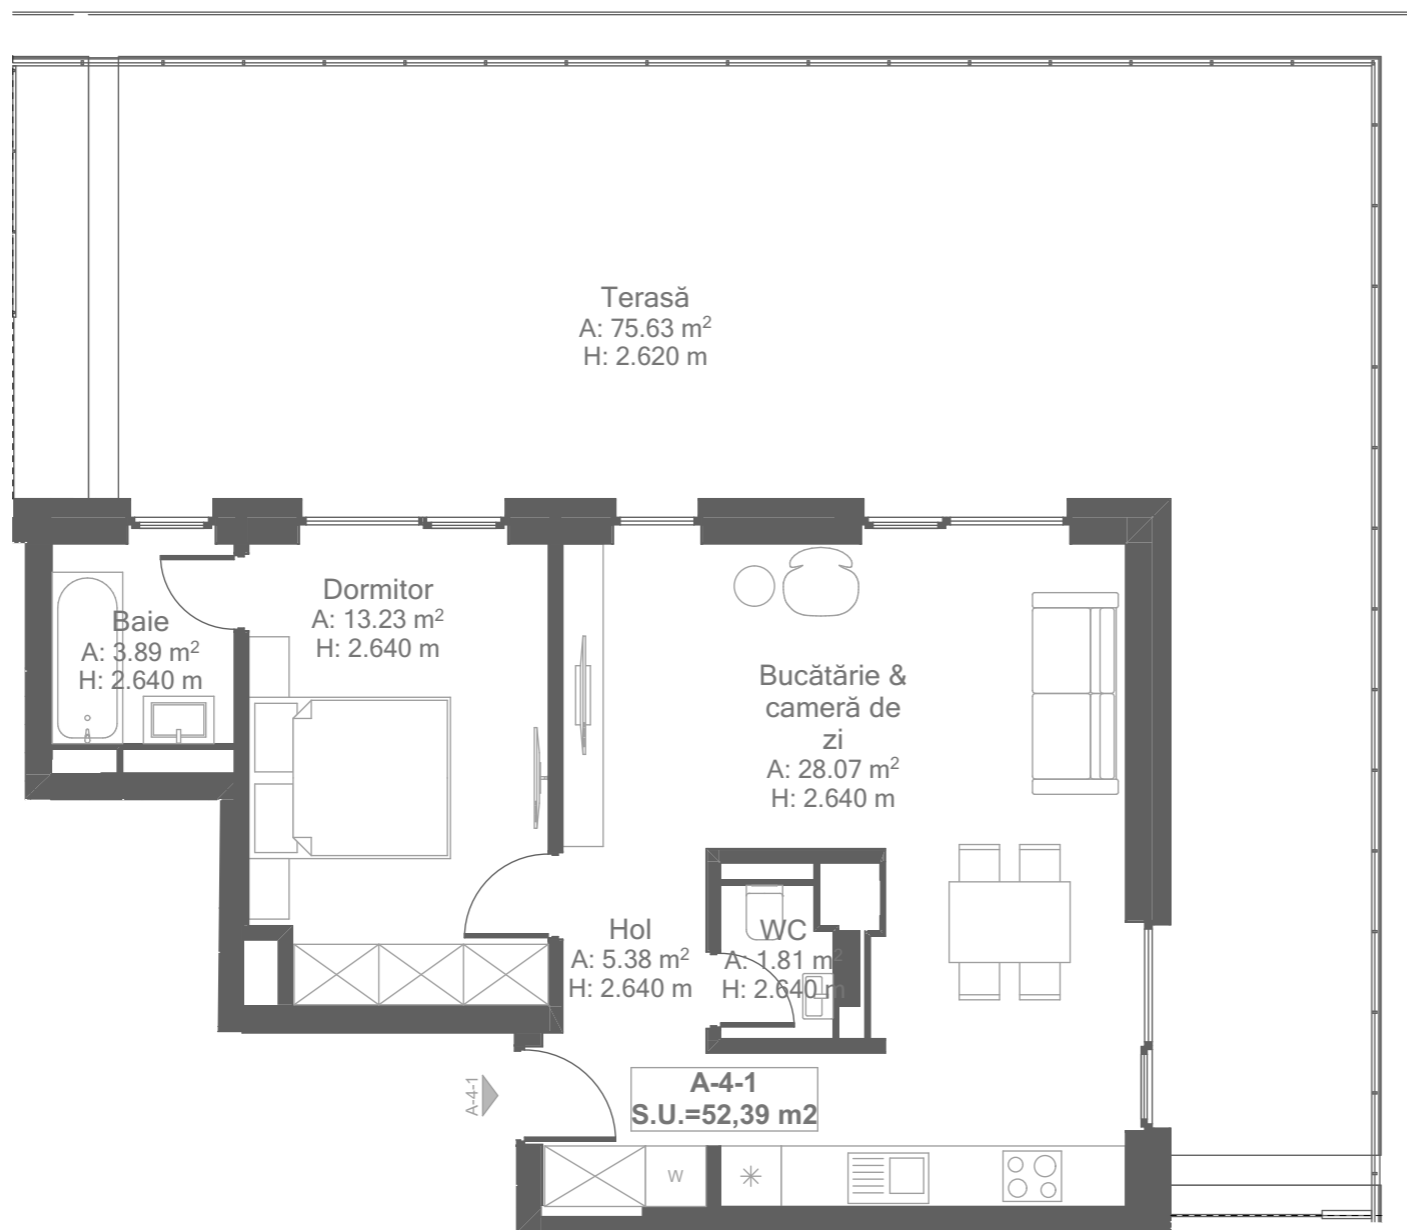 Terasă
A: 75.63 m²
H: 2.620 m
Dormitor
A: 13.23 m²
H: 2.640 m
Baie
A: 3.89 m²
H: 2.640 m
Bucătărie &
cameră de
zi
A: 28.07 m²
H: 2.640 m
Hol
A: 5.38 m²
H: 2.640 m
WC
A: 1.81 m²
H: 2.640 m
A-4-1
A-4-1
S.U.=52,39 m2
W